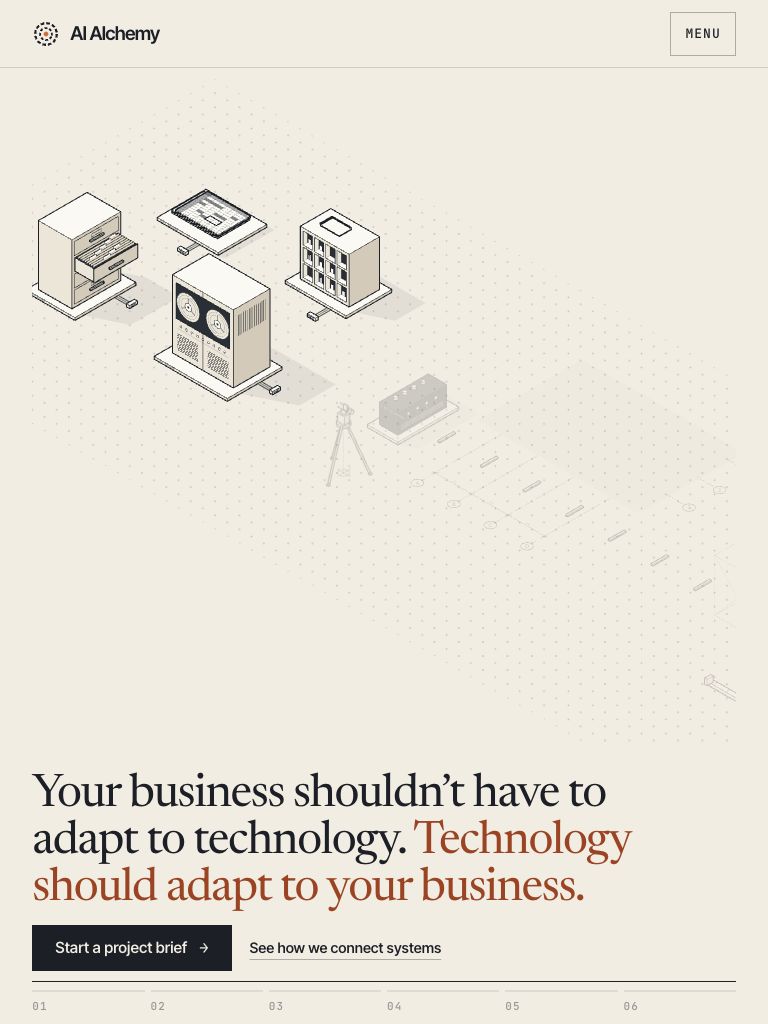 AI Alchemy
MENU
Your business shouldn’t have to
adapt to technology. Technology
should adapt to your business.
Start a project brief →
See how we connect systems
01 02 03 04 05 06